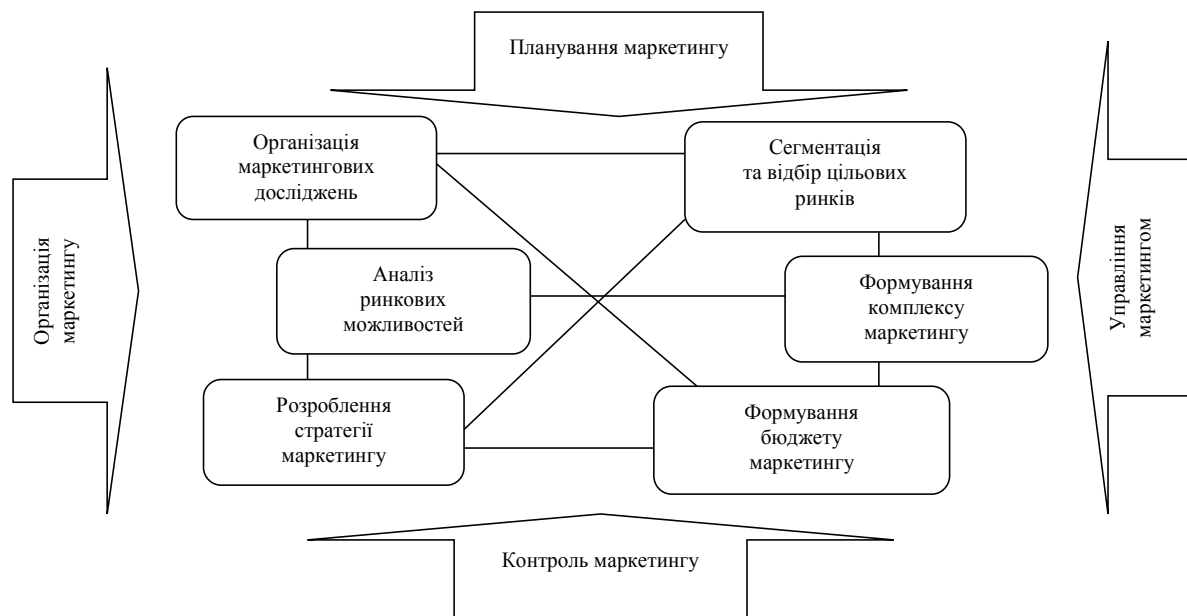 Планування маркетингу
Організація
маркетингових
досліджень
Сегментація
та відбір цільових
ринків
Організація
маркетингу
Аналіз
ринкових
можливостей
Формування
комплексу
маркетингу
Управління
маркетингом
Розроблення
стратегії
маркетингу
Формування
бюджету
маркетингу
Контроль маркетингу